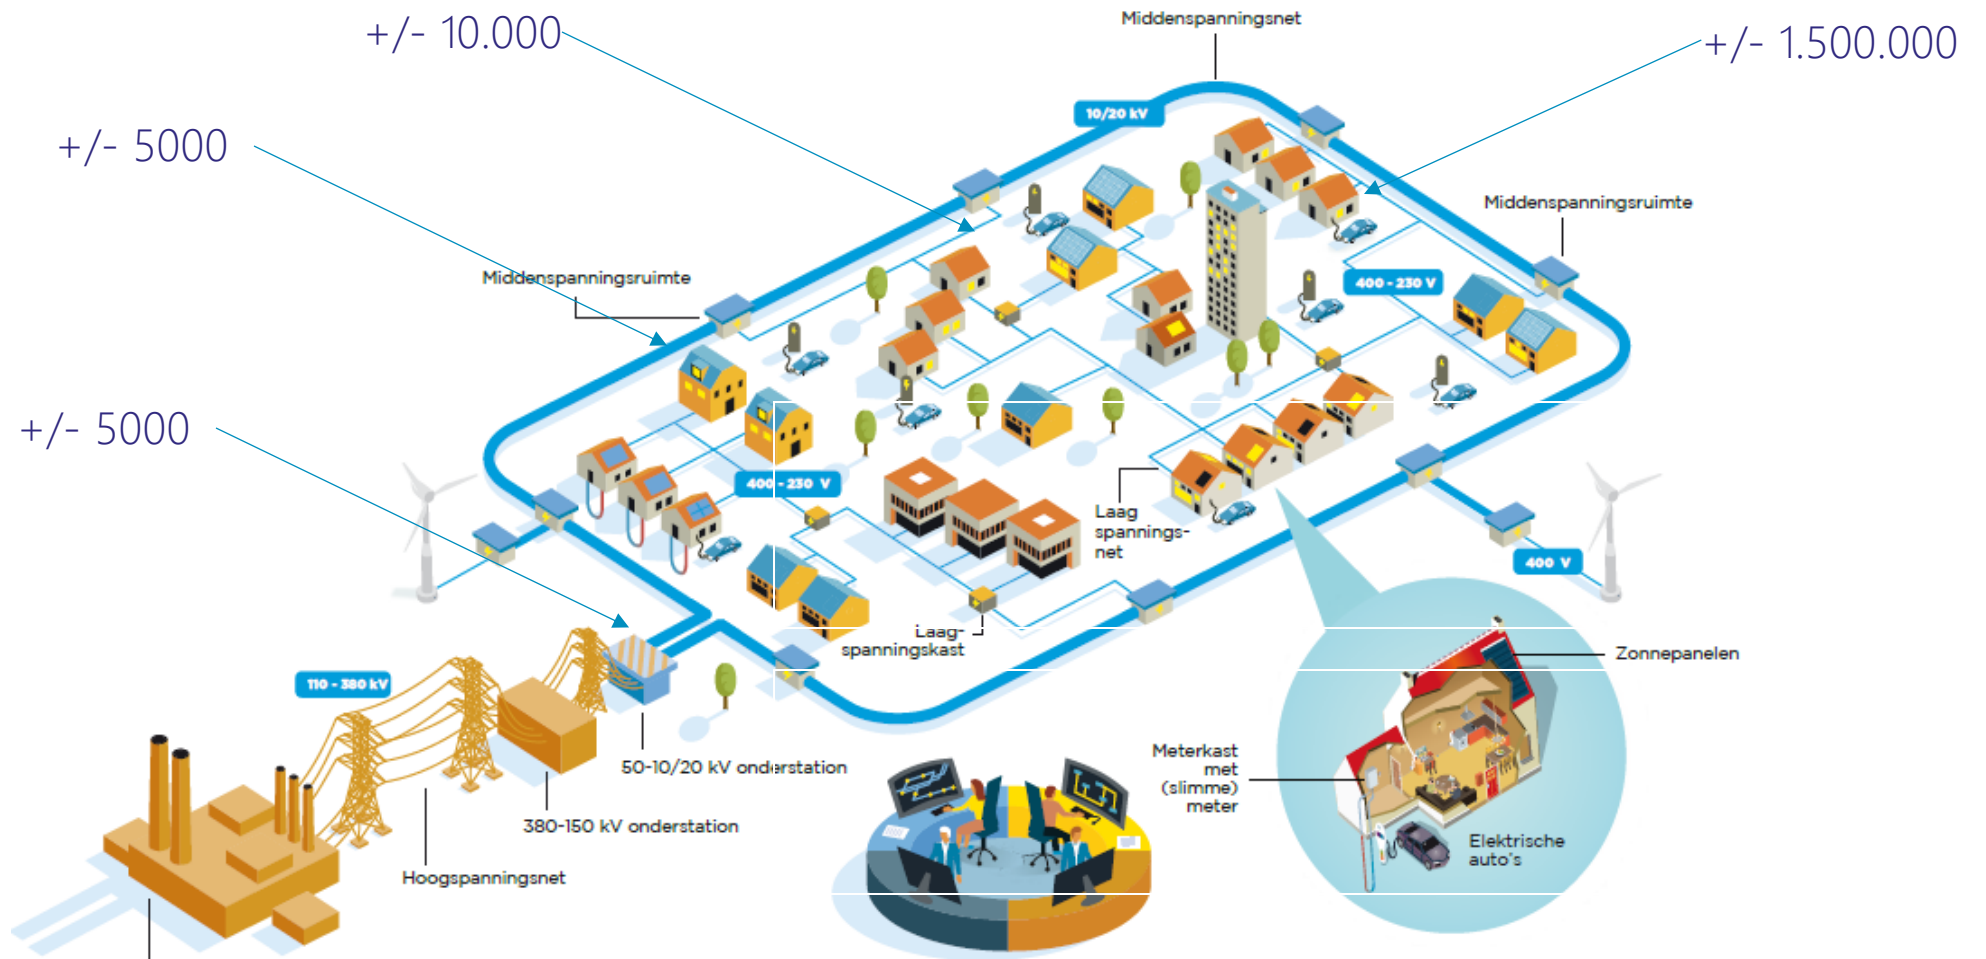 Middenspanningsnet
+/- 10.000
+/- 1.500.000
10/20 kV
+/- 5000
Middenspanningsruimte
Middenspanningsruimte
400 - 230 V
+/- 5000
400 - 230 V
Laag
spannings-
net
400 V
Laag-
spanningskast
Zonnepanelen
110 - 380 kV
50-10/20 kV onderstation
Meterkast
met
(slimme)
meter
380-150 kV onderstation
Elektrische
auto's
Hoogspanningsnet